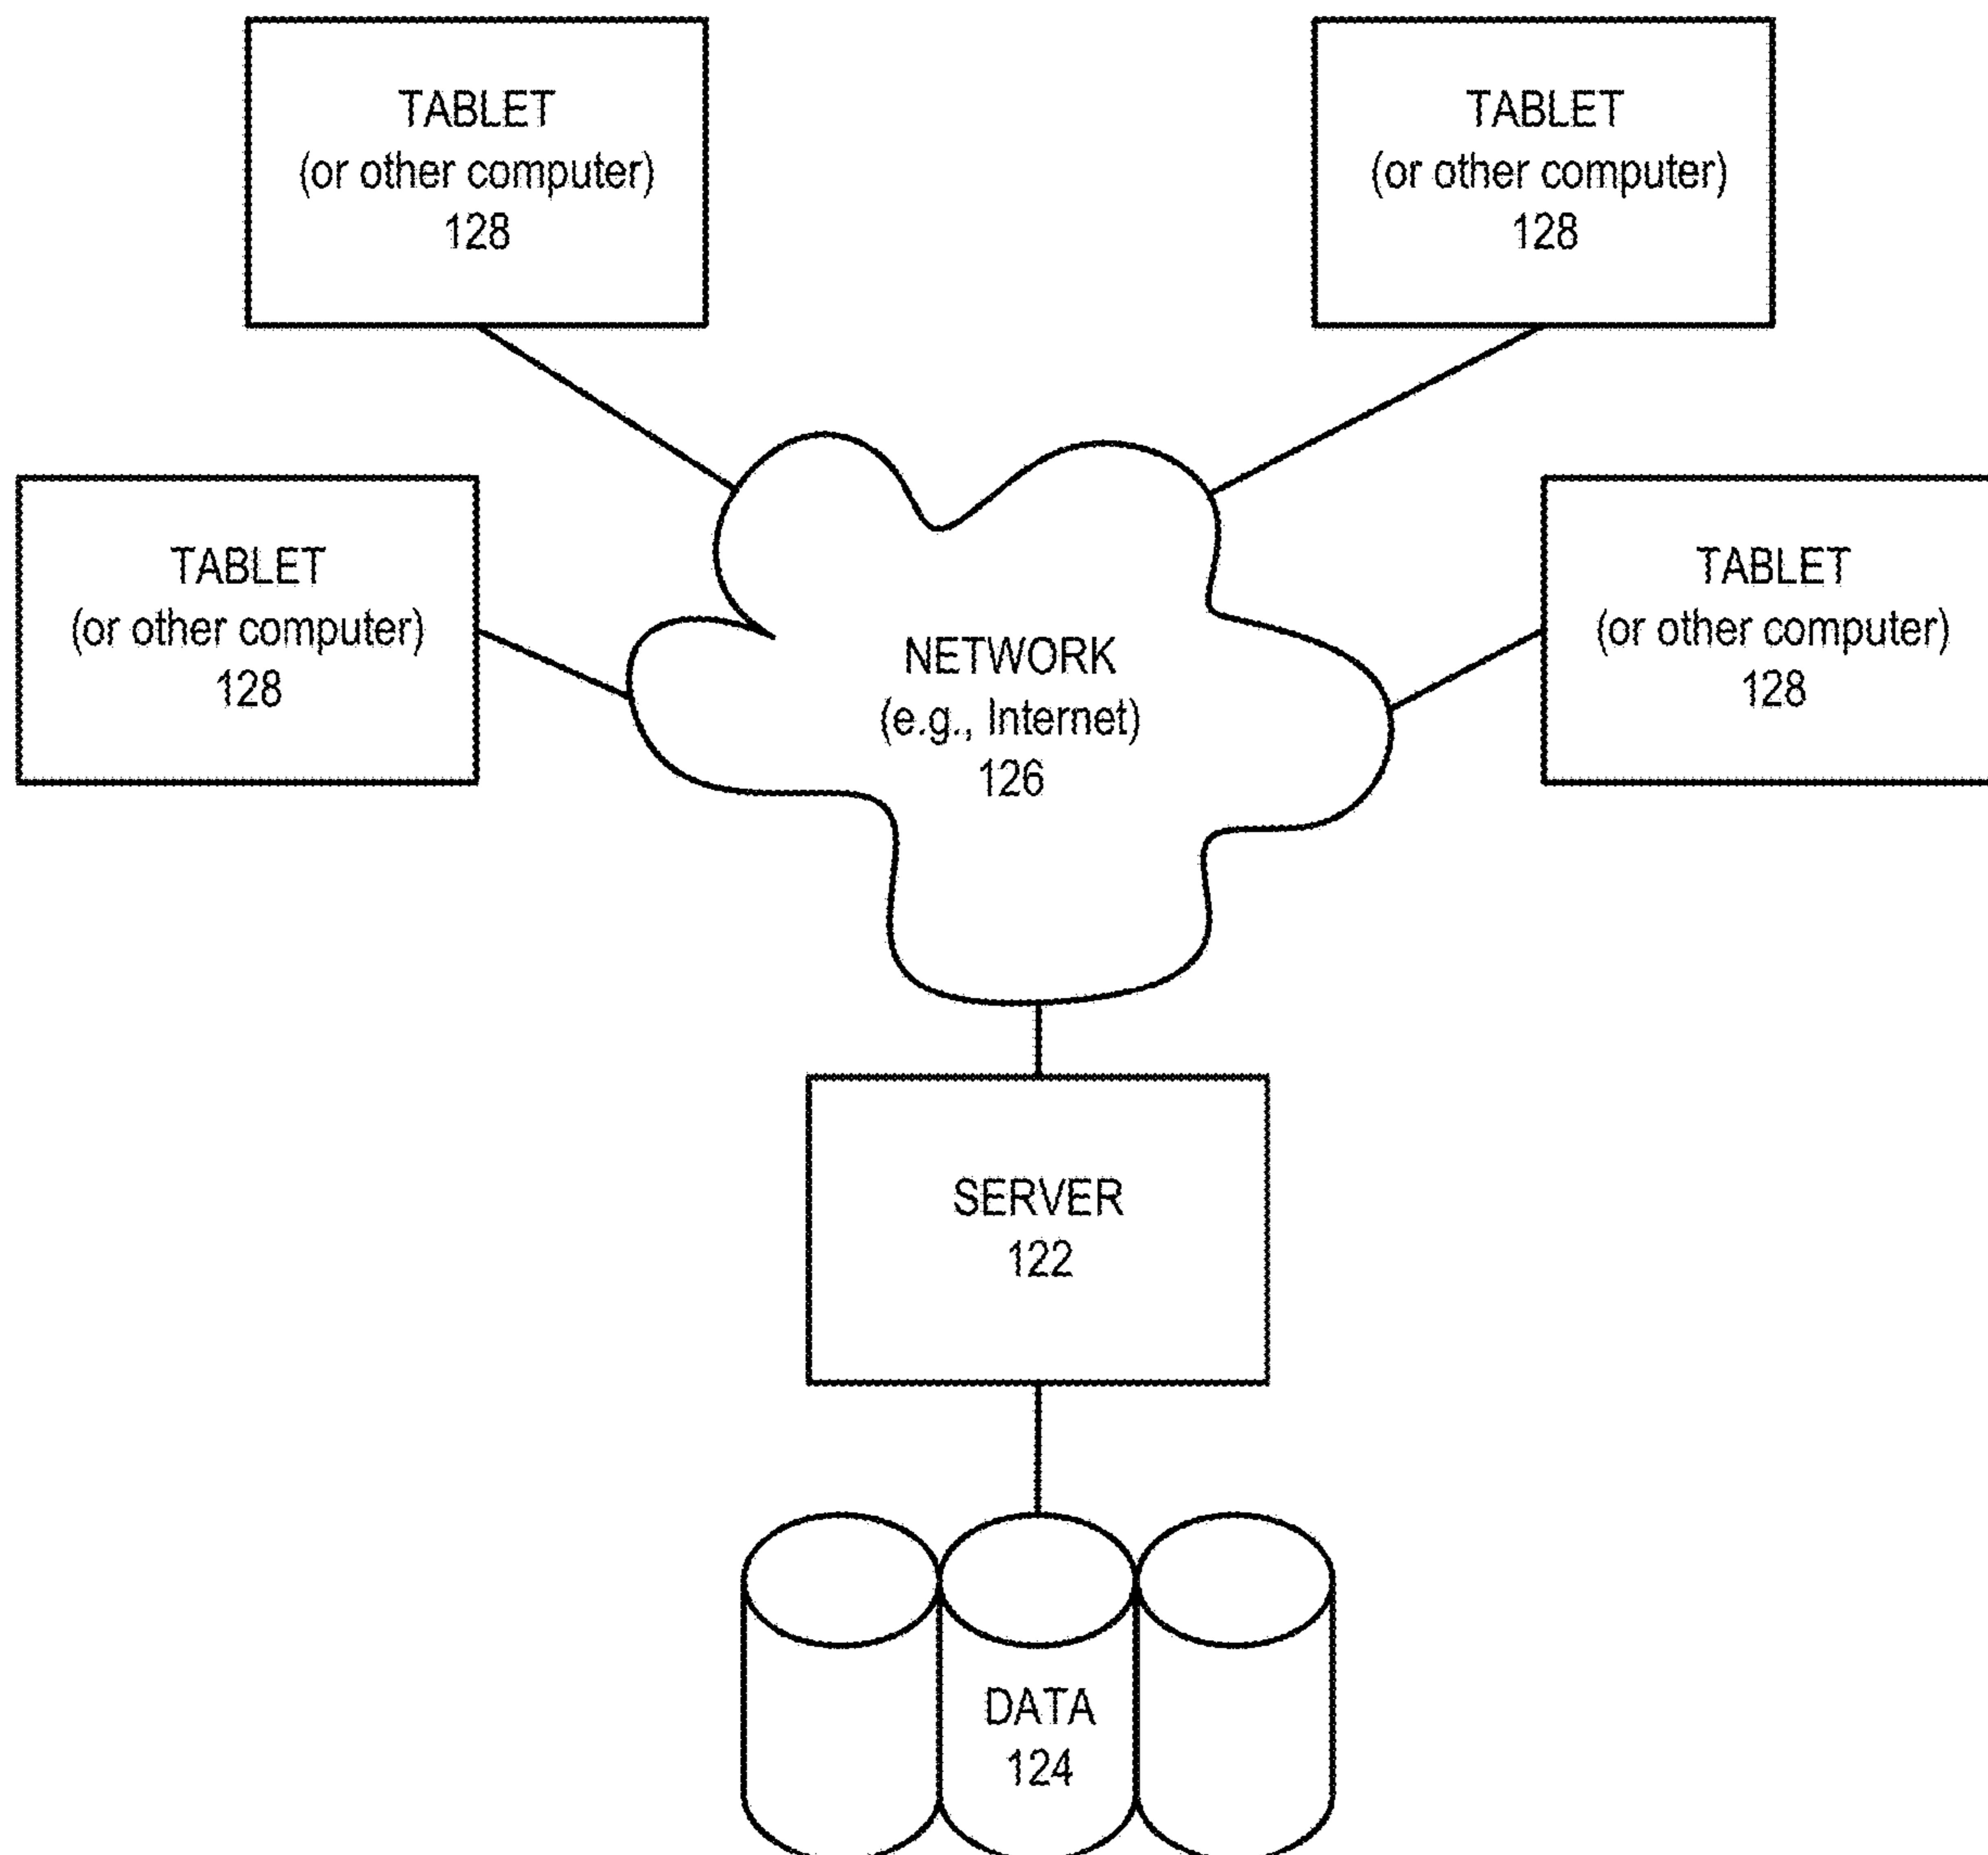 TABLET
(or other computer)
128
TABLET
(or other computer)
128
TABLET
(or other computer)
128
NETWORK
(e.g., Internet)
126
TABLET
(or other computer)
128
SERVER
122
DATA
124